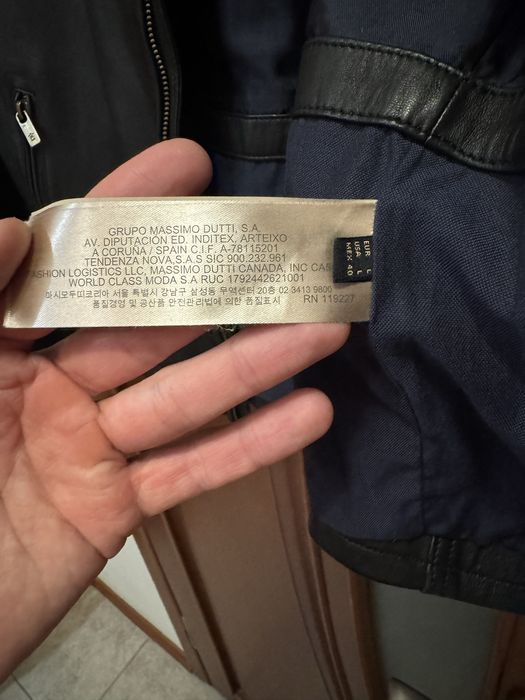 GRUPO MASSIMO DUTTI, S.A.
AV. DIPUTACIÓN ED. INDITEX, ARTEIXO
A CORUÑA / SPAIN C.I.F. A-78115201
TENDENZA NOVA,S.A.S SIC 900.232.961
FASHION LOGISTICS LLC, MASSIMO DUTTI CANADA, INC CA5
WORLD CLASS MODA S.A RUC 1792442621001
마시모두띠코리아 서울 특별시 강남구 삼성동 무역센터 20층 02 3413 9800
품질경영 및 공산품 안전관리법에 의한 품질표시 RN 119227
EUR L
USA L
MEX 40